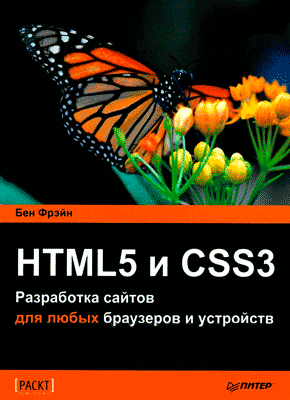 Бен Фрэйн
HTML5 и CSS3
Разработка сайтов
для любых браузеров и устройств
[PACKT]
ПИТЕР